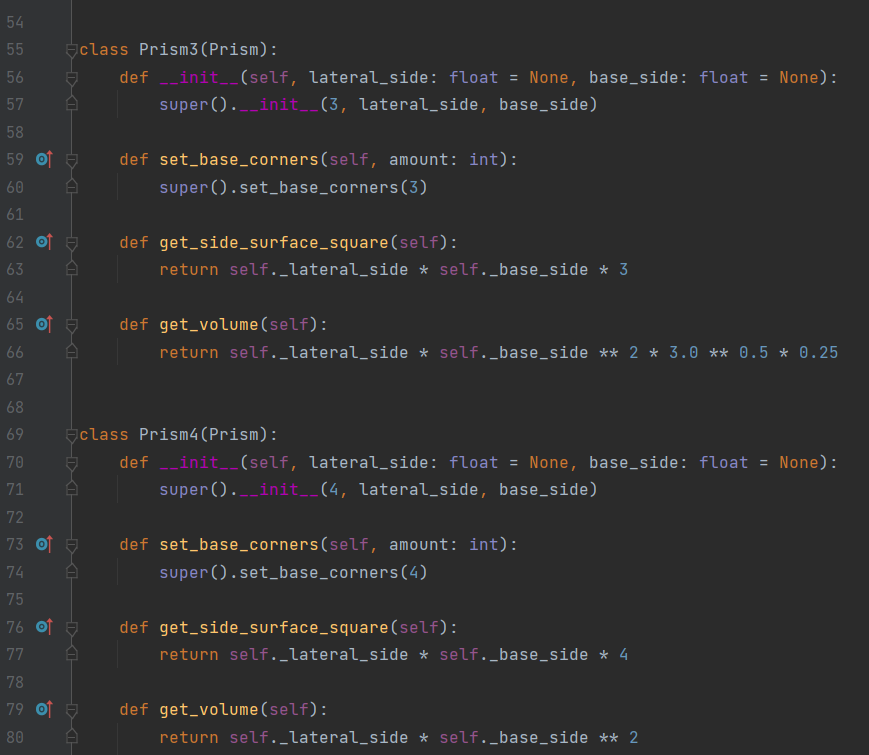 54
55 class Prism3(Prism):
56     def __init__(self, lateral_side: float = None, base_side: float = None):
57         super().__init__(3, lateral_side, base_side)
58
59     def set_base_corners(self, amount: int):
60         super().set_base_corners(3)
61
62     def get_side_surface_square(self):
63         return self._lateral_side * self._base_side * 3
64
65     def get_volume(self):
66         return self._lateral_side * self._base_side ** 2 * 3.0 ** 0.5 * 0.25
67
68
69 class Prism4(Prism):
70     def __init__(self, lateral_side: float = None, base_side: float = None):
71         super().__init__(4, lateral_side, base_side)
72
73     def set_base_corners(self, amount: int):
74         super().set_base_corners(4)
75
76     def get_side_surface_square(self):
77         return self._lateral_side * self._base_side * 4
78
79     def get_volume(self):
80         return self._lateral_side * self._base_side ** 2